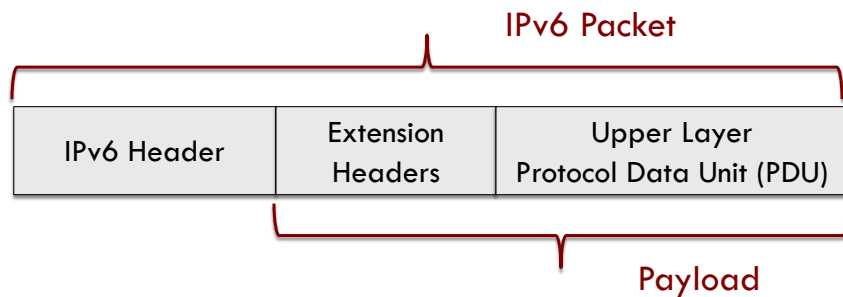 IPv6 Packet
IPv6 Header
Extension
Headers
Upper Layer
Protocol Data Unit (PDU)
Payload